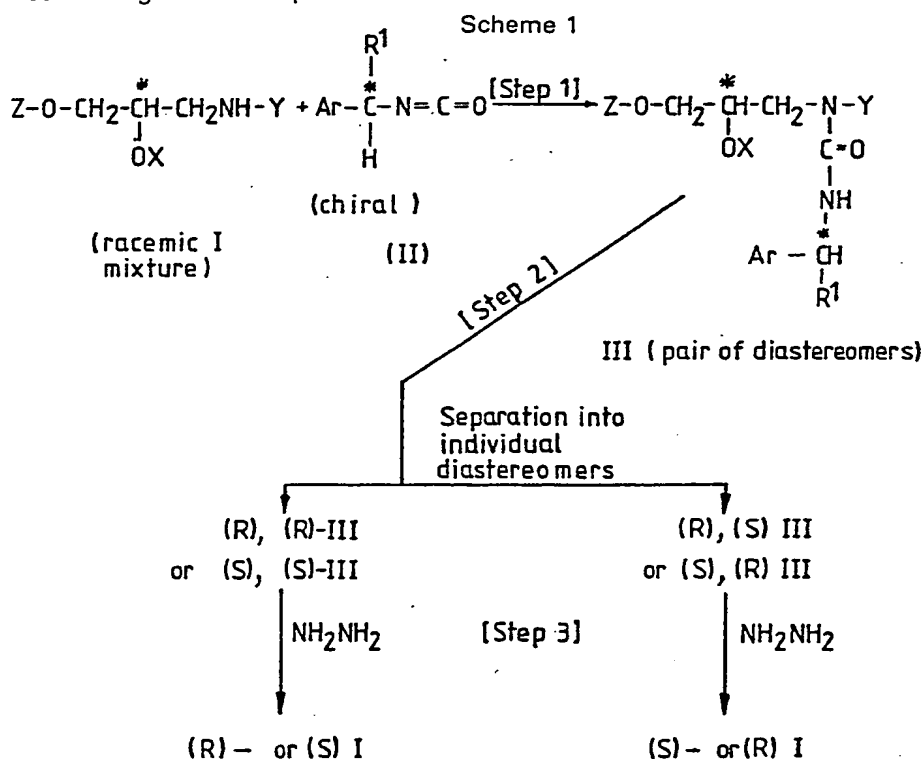 Scheme 1
R1
Z-O-CH2-CH-CH2NH-Y + Ar-C-N=C=O [Step 1] Z-O-CH2-CH-CH2-N-Y
* * *
OX H OX C=O
NH
(chiral)
*
(racemic I mixture) (II) Ar - CH
R1
[Step 2]
III (pair of diastereomers)
Separation into
individual
diastereomers
(R), (R)-III (R), (S) III
or (S), (S)-III or (S), (R) III
NH2NH2 [Step 3] NH2NH2
(R)- or (S) I (S)- or (R) I